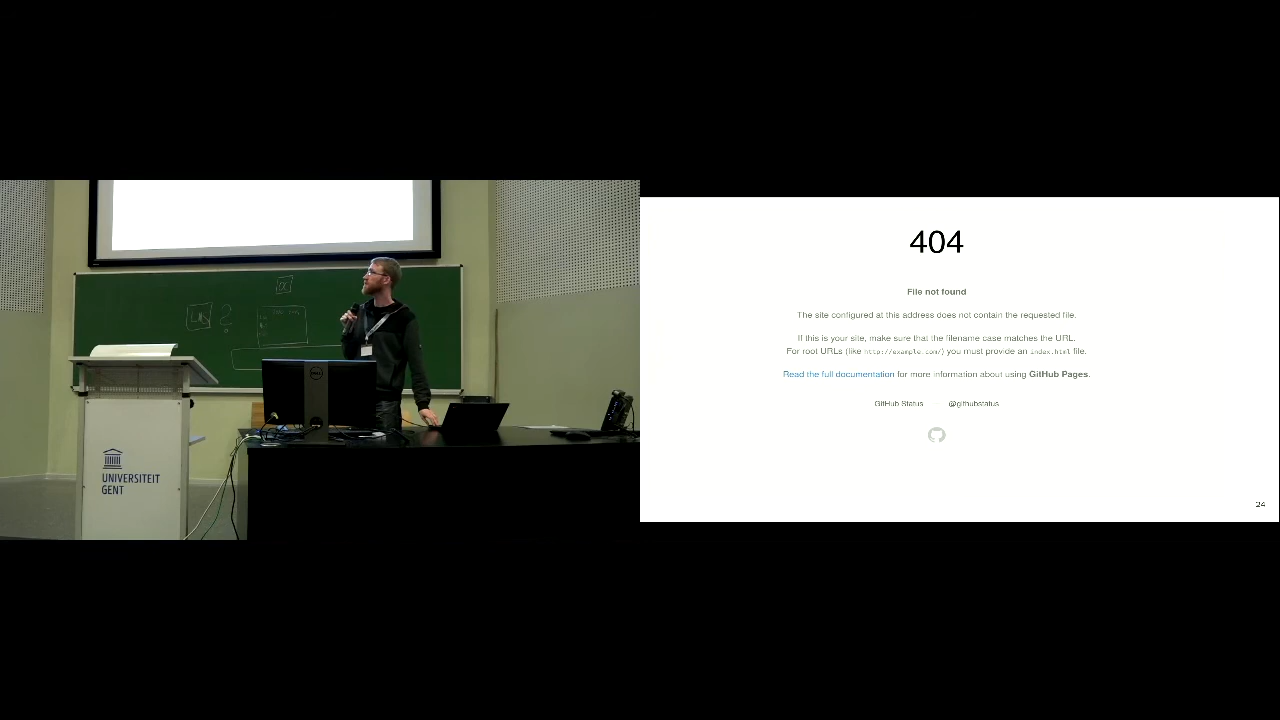 UNIVERSITEIT
GENT
DELL
404
File not found
The site configured at this address does not contain the requested file.
If this is your site, make sure that the filename case matches the URL.
For root URLs (like http://example.com/) you must provide an index.html file.
Read the full documentation for more information about using GitHub Pages.
GitHub Status @githubstatus
24